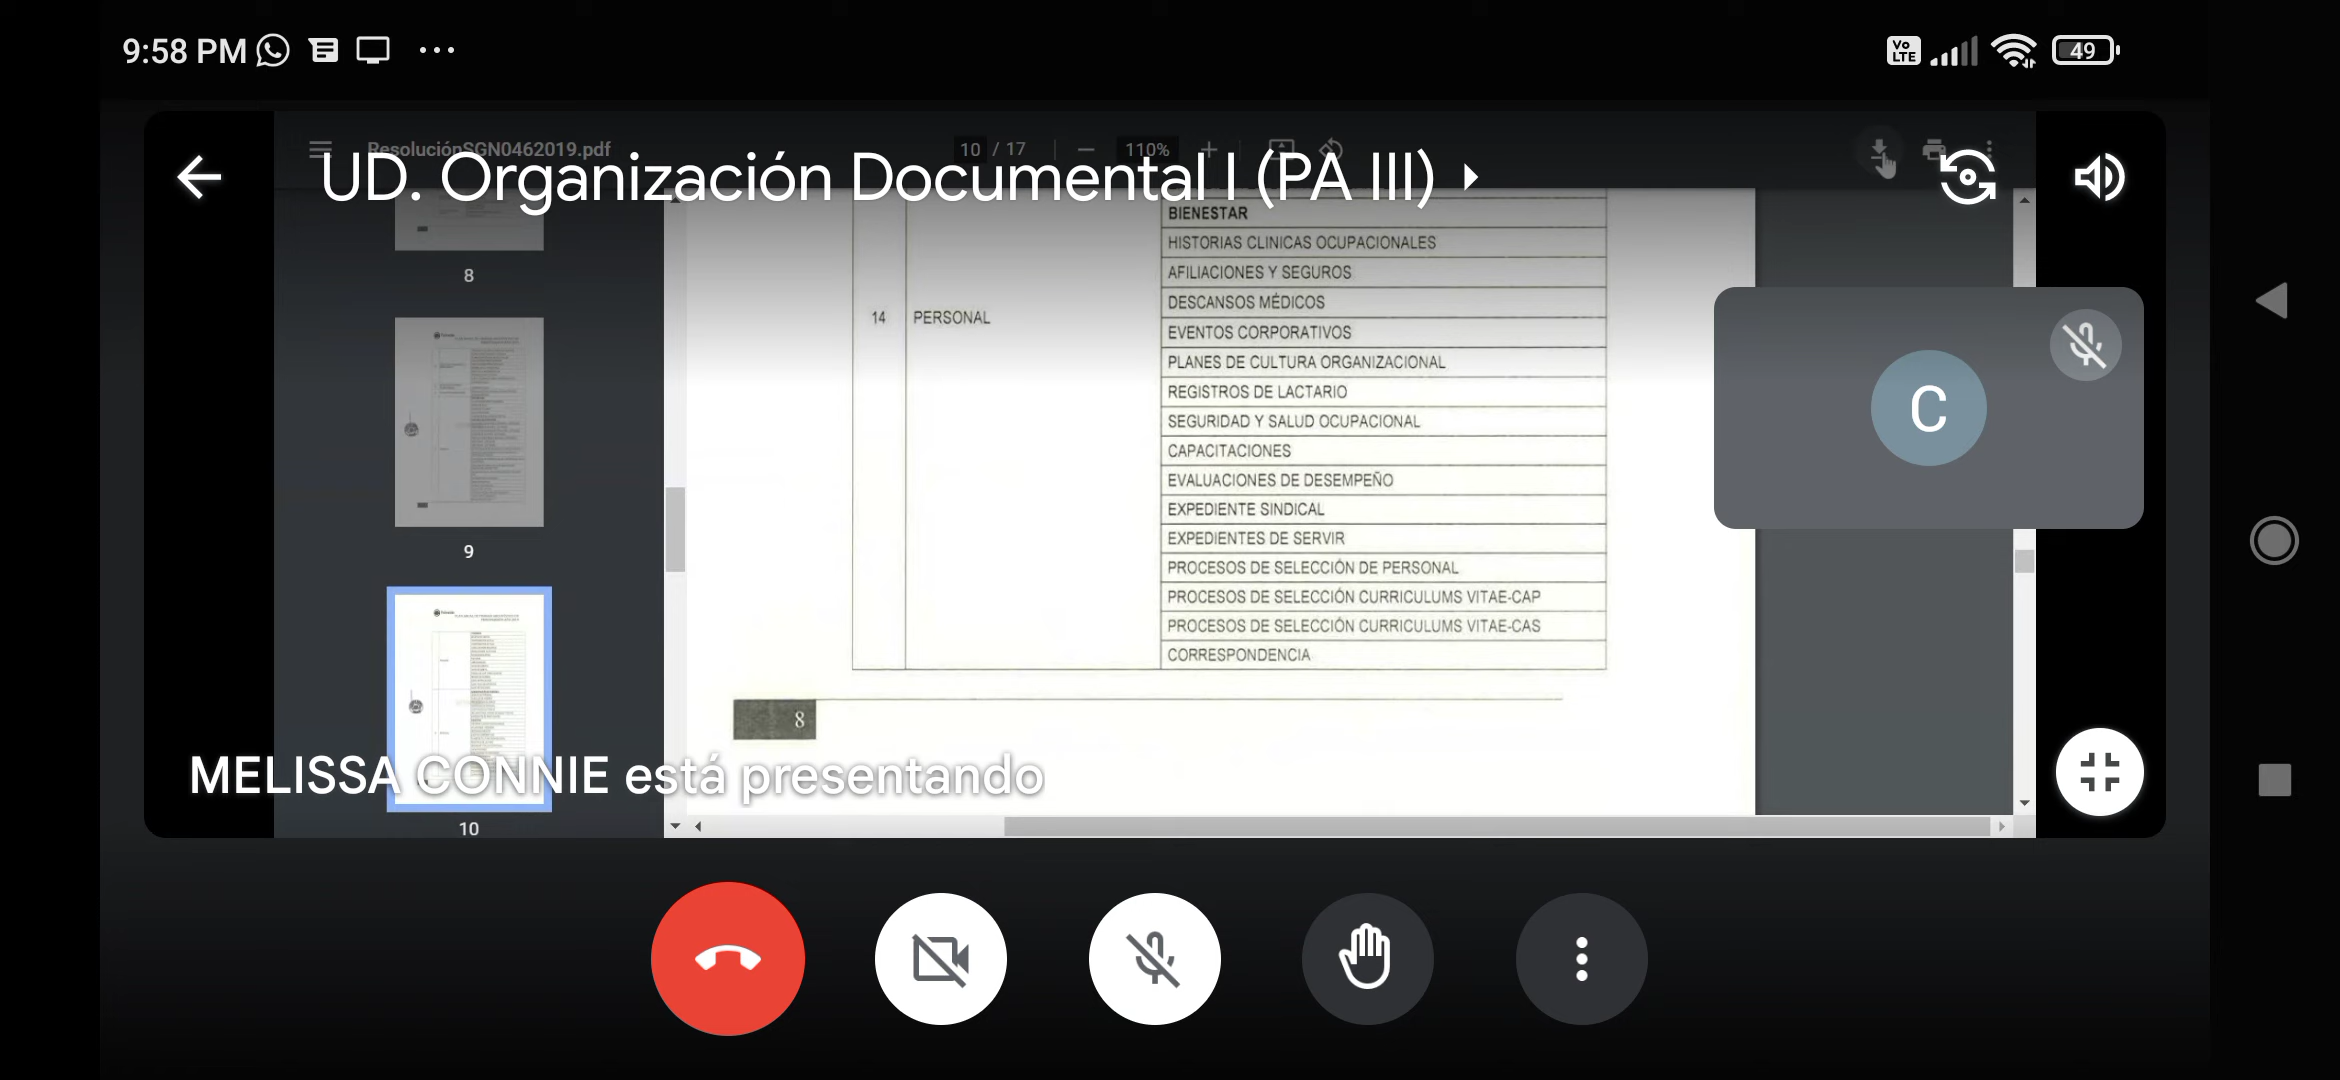 9:58 PM
Vo LTE
49
ResoluciónSGN0462019.pdf
10 / 17
110%
UD. Organización Documental I (PA III)
BIENESTAR
HISTORIAS CLINICAS OCUPACIONALES
AFILIACIONES Y SEGUROS
DESCANSOS MÉDICOS
14 PERSONAL
EVENTOS CORPORATIVOS
PLANES DE CULTURA ORGANIZACIONAL
REGISTROS DE LACTARIO
SEGURIDAD Y SALUD OCUPACIONAL
CAPACITACIONES
EVALUACIONES DE DESEMPEÑO
EXPEDIENTE SINDICAL
EXPEDIENTES DE SERVIR
PROCESOS DE SELECCIÓN DE PERSONAL
PROCESOS DE SELECCIÓN CURRICULUMS VITAE-CAP
PROCESOS DE SELECCIÓN CURRICULUMS VITAE-CAS
CORRESPONDENCIA
8
8
9
10
C
MELISSA CONNIE está presentando